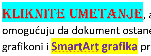 KLIKNITE UMETANJE,
omogućuju da dokument ostane
grafikoni i SmartArt grafika pr